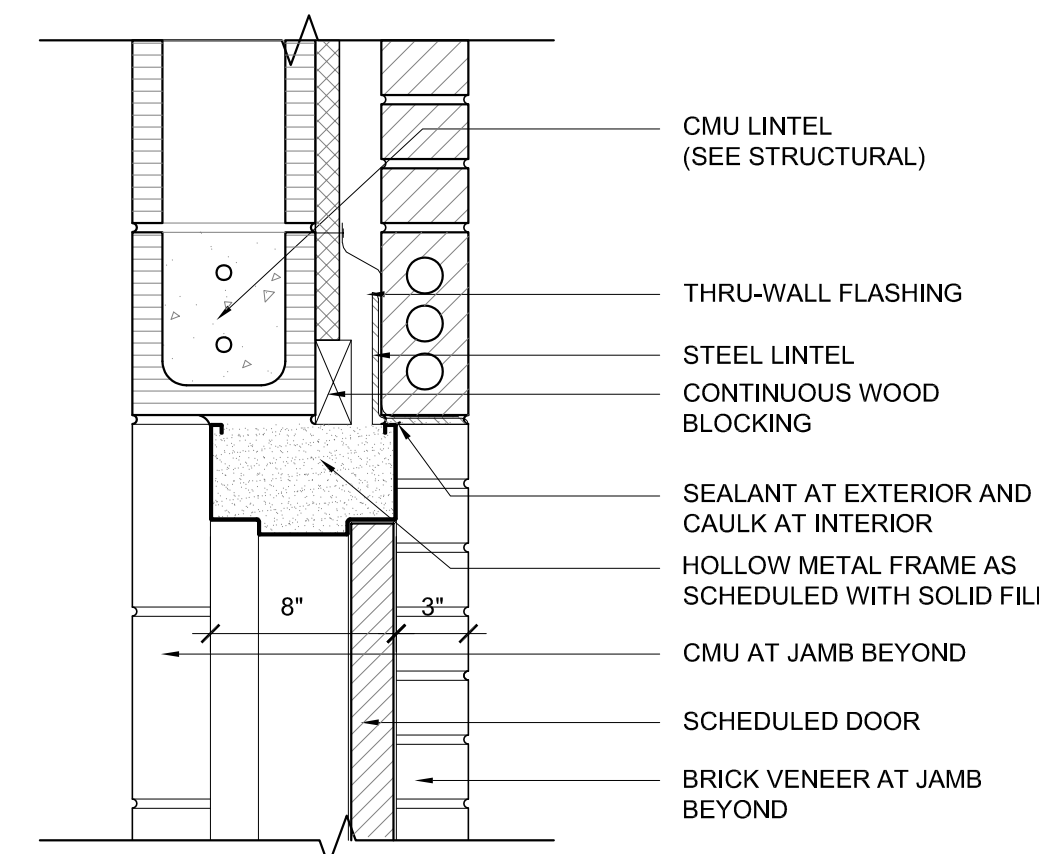 CMU LINTEL
(SEE STRUCTURAL)
THRU-WALL FLASHING
STEEL LINTEL
CONTINUOUS WOOD
BLOCKING
SEALANT AT EXTERIOR AND
CAULK AT INTERIOR
HOLLOW METAL FRAME AS
SCHEDULED WITH SOLID FILL
8" 3"
CMU AT JAMB BEYOND
SCHEDULED DOOR
BRICK VENEER AT JAMB
BEYOND